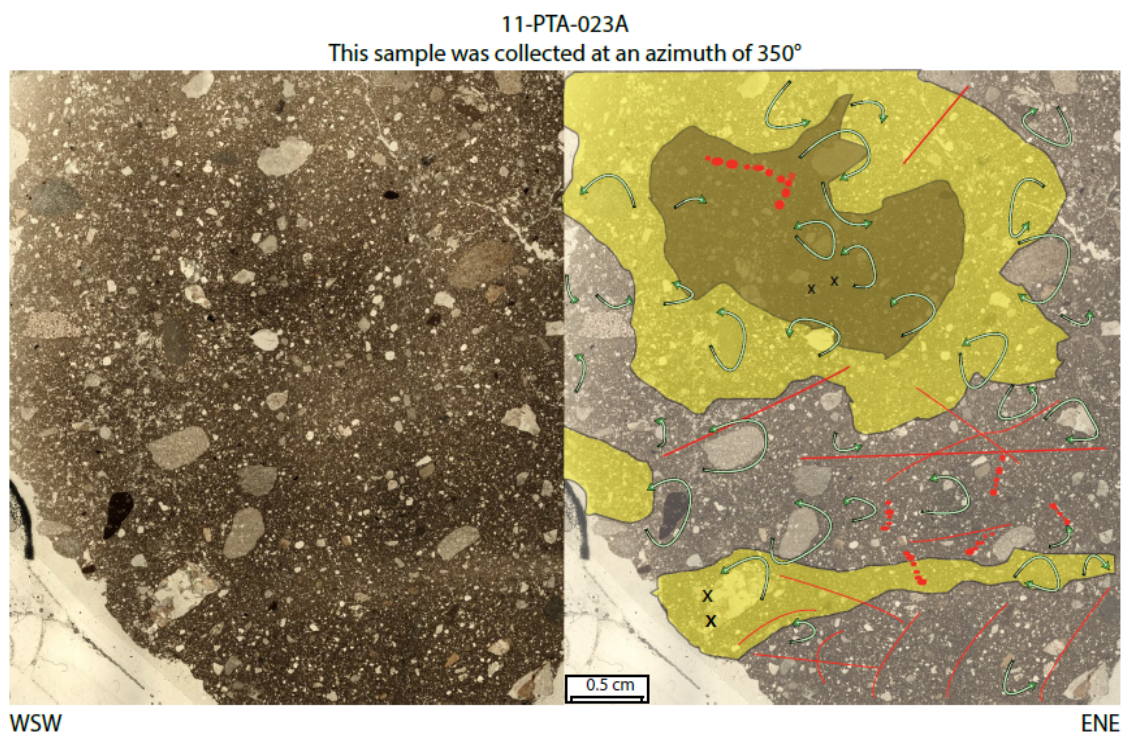 11-PTA-023A
This sample was collected at an azimuth of 350°
x x
x
x
0.5 cm
WSW ENE